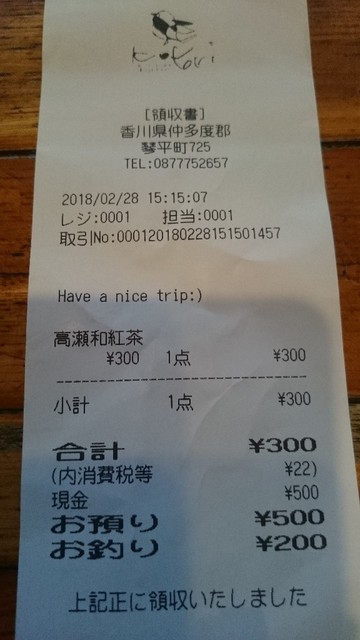 Kotori
[領収書]
香川県仲多度郡
琴平町725
TEL:0877752657
2018/02/28 15:15:07
レジ:0001 担当:0001
取引No:000120180228151501457
Have a nice trip:)
高瀬和紅茶
¥300 1点 ¥300
小計 1点 ¥300
合計 ¥300
(内消費税等 ¥22)
現金 ¥500
お預り ¥500
お釣り ¥200
上記正に領収いたしました